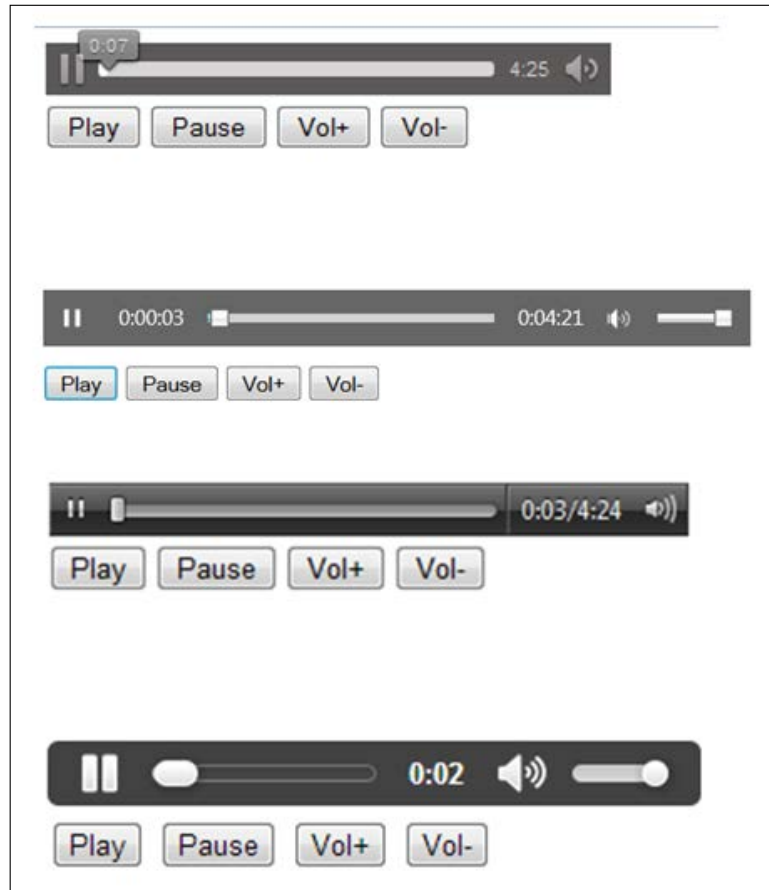 0:07
4:25
Play Pause Vol+ Vol-
0:00:03 0:04:21
Play Pause Vol+ Vol-
0:03/4:24
Play Pause Vol+ Vol-
0:02
Play Pause Vol+ Vol-